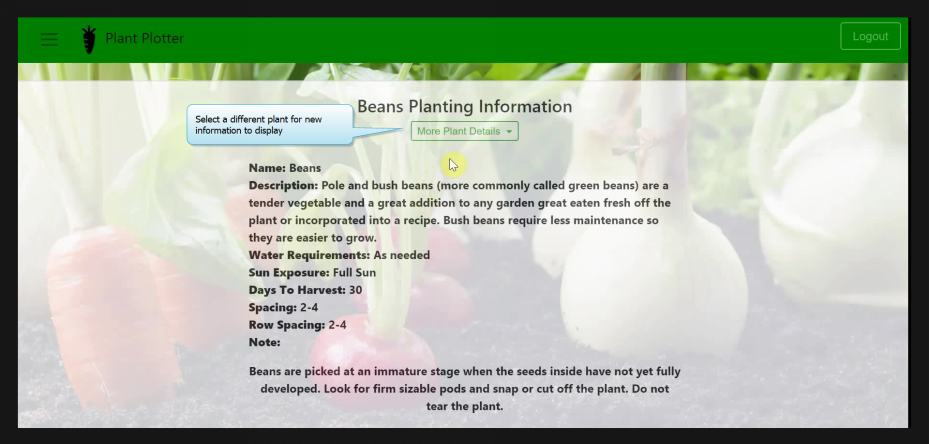 Plant Plotter
Logout
Beans Planting Information
Select a different plant for new
information to display
More Plant Details
Name: Beans
Description: Pole and bush beans (more commonly called green beans) are a
tender vegetable and a great addition to any garden great eaten fresh off the
plant or incorporated into a recipe. Bush beans require less maintenance so
they are easier to grow.
Water Requirements: As needed
Sun Exposure: Full Sun
Days To Harvest: 30
Spacing: 2-4
Row Spacing: 2-4
Note:
Beans are picked at an immature stage when the seeds inside have not yet fully
developed. Look for firm sizable pods and snap or cut off the plant. Do not
tear the plant.